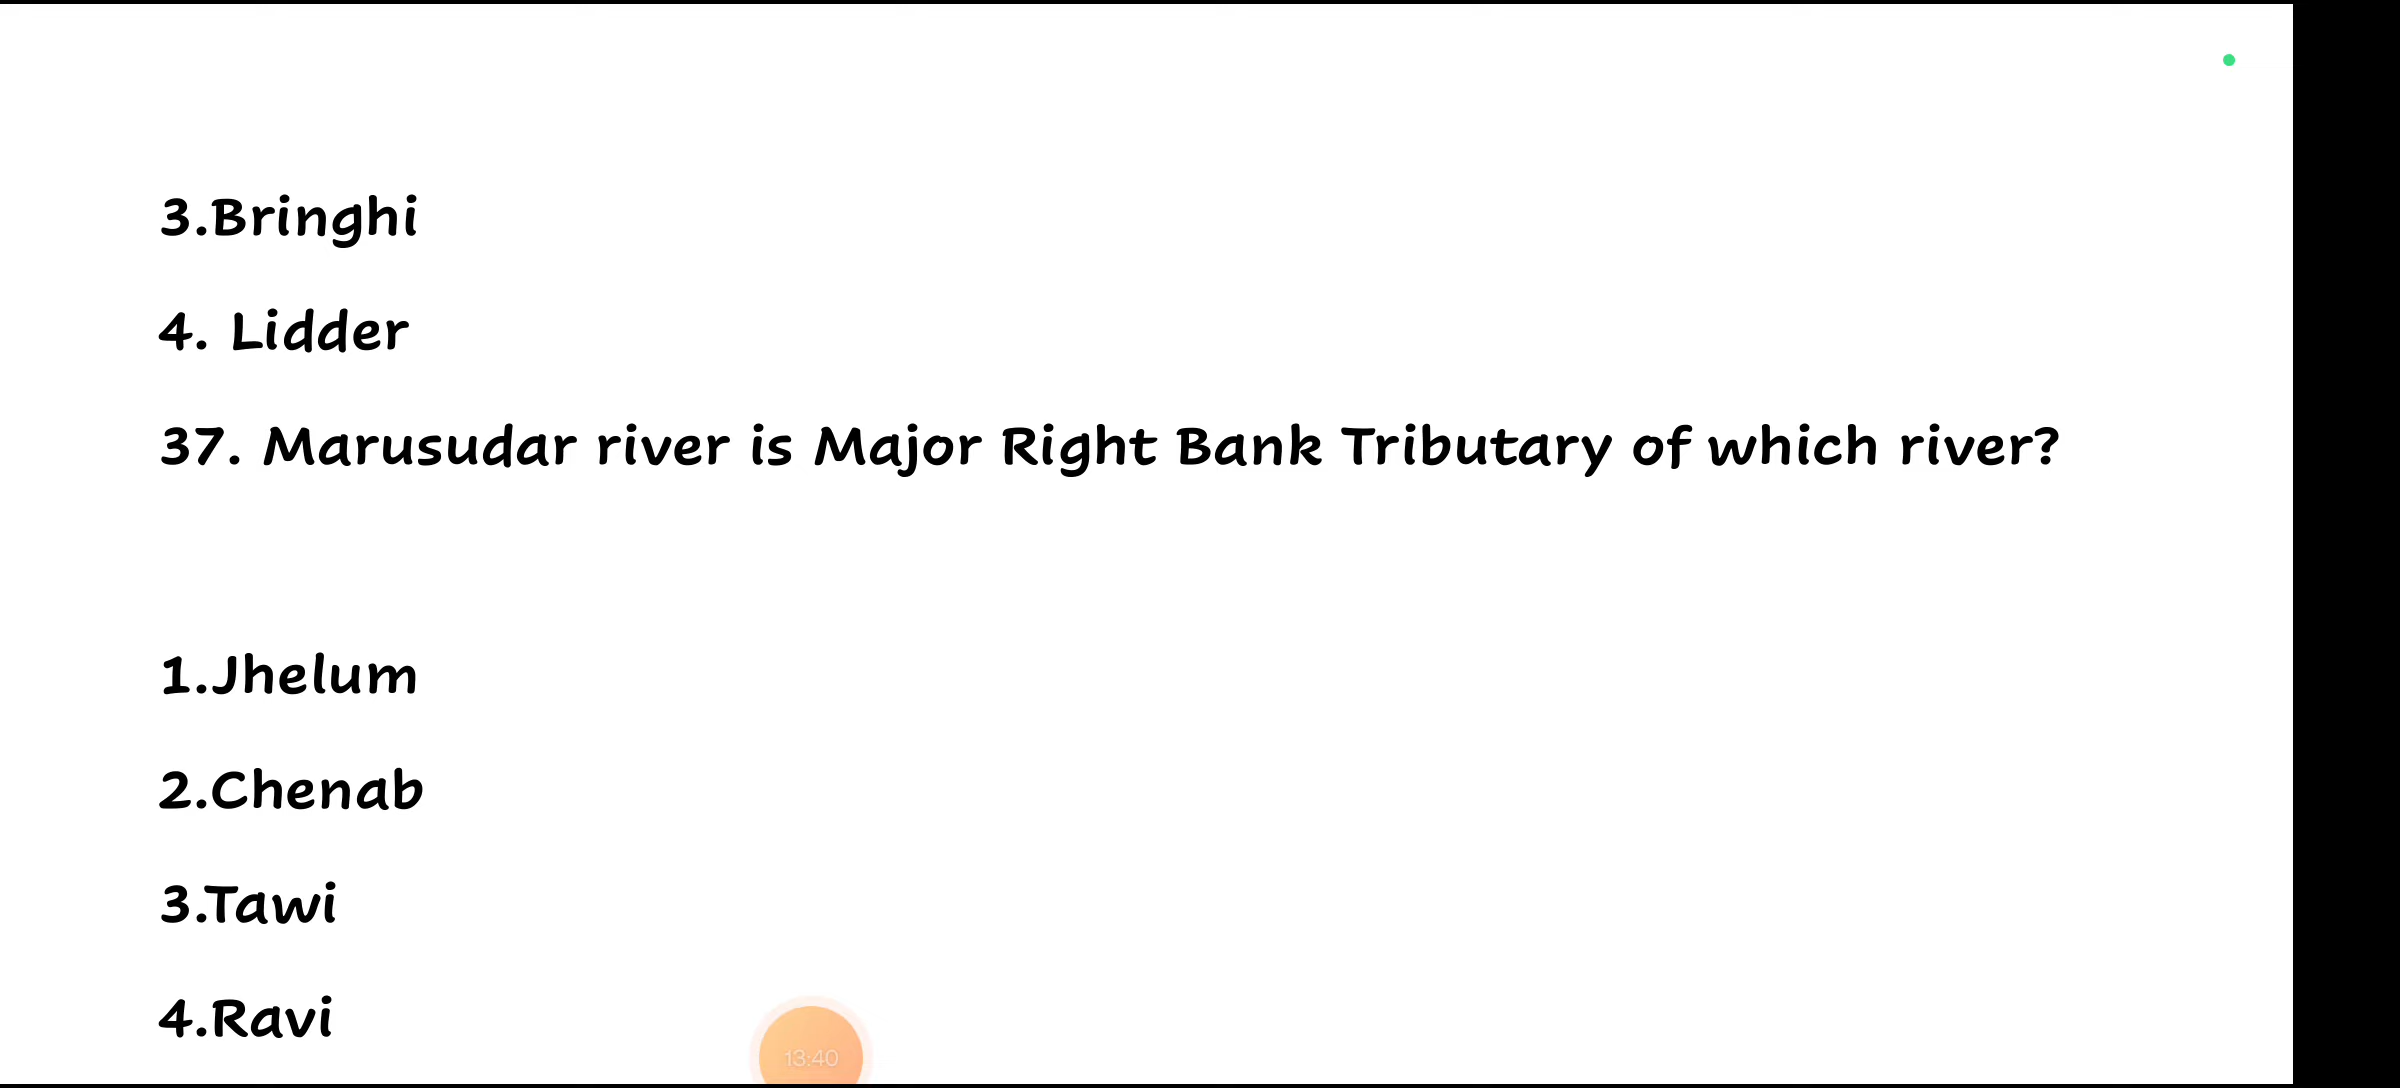 3.Bringhi
4. Lidder
37. Marusudar river is Major Right Bank Tributary of which river?
1.Jhelum
2.Chenab
3.Tawi
4.Ravi
13:40